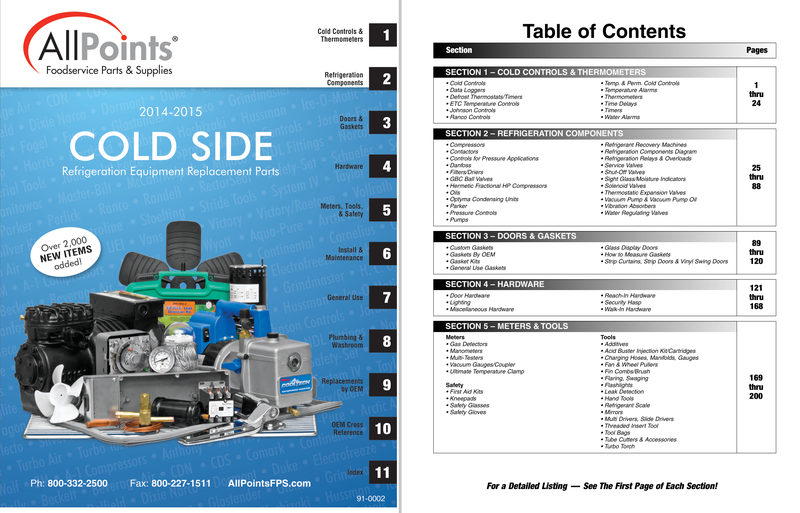 AllPoints®
Foodservice Parts & Supplies
2014-2015
COLD SIDE
Refrigeration Equipment Replacement Parts
Over 2,000
NEW ITEMS
added!
Cold Controls &
Thermometers
1
Refrigeration
Components
2
Doors &
Gaskets
3
Hardware
4
Meters, Tools,
& Safety
5
Install &
Maintenance
6
General Use
7
Plumbing &
Washroom
8
Replacements
by OEM
9
OEM Cross
Reference
10
Index
11
Ph: 800-332-2500 Fax: 800-227-1511 AllPointsFPS.com
91-0002
Table of Contents
Section Pages
SECTION 1 – COLD CONTROLS & THERMOMETERS
• Cold Controls
• Data Loggers
• Defrost Thermostats/Timers
• ETC Temperature Controls
• Johnson Controls
• Ranco Controls
• Temp. & Perm. Cold Controls
• Temperature Alarms
• Thermometers
• Time Delays
• Timers
• Water Alarms
1
thru
24
SECTION 2 – REFRIGERATION COMPONENTS
• Compressors
• Contactors
• Controls for Pressure Applications
• Danfoss
• Filters/Driers
• GBC Ball Valves
• Hermetic Fractional HP Compressors
• Oils
• Optyma Condensing Units
• Parker
• Pressure Controls
• Pumps
• Refrigerant Recovery Machines
• Refrigeration Components Diagram
• Refrigeration Relays & Overloads
• Service Valves
• Shut-Off Valves
• Sight Glass/Moisture Indicators
• Solenoid Valves
• Thermostatic Expansion Valves
• Vacuum Pump & Vacuum Pump Oil
• Vibration Absorbers
• Water Regulating Valves
25
thru
88
SECTION 3 – DOORS & GASKETS
• Custom Gaskets
• Gaskets By OEM
• Gasket Kits
• General Use Gaskets
• Glass Display Doors
• How to Measure Gaskets
• Strip Curtains, Strip Doors & Vinyl Swing Doors
89
thru
120
SECTION 4 – HARDWARE
• Door Hardware
• Lighting
• Miscellaneous Hardware
• Reach-In Hardware
• Security Hasp
• Walk-In Hardware
121
thru
168
SECTION 5 – METERS & TOOLS
Meters
• Gas Detectors
• Manometers
• Multi-Testers
• Vacuum Gauges/Coupler
• Ultimate Temperature Clamp
Safety
• First Aid Kits
• Kneepads
• Safety Glasses
• Safety Gloves
Tools
• Additives
• Acid Buster Injection Kit/Cartridges
• Charging Hoses, Manifolds, Gauges
• Fan & Wheel Pullers
• Fin Combs/Brush
• Flaring, Swaging
• Flashlights
• Leak Detection
• Hand Tools
• Refrigerant Scale
• Mirrors
• Multi Drivers, Slide Drivers
• Threaded Insert Tool
• Tool Bags
• Tube Cutters & Accessories
• Turbo Torch
169
thru
200
For a Detailed Listing — See The First Page of Each Section!